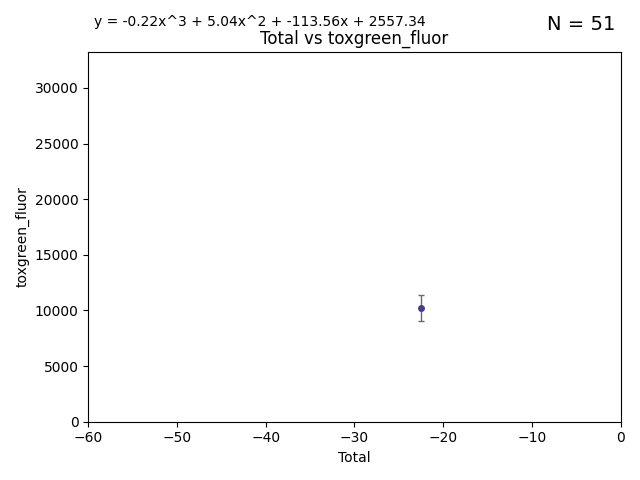 y = -0.22x^3 + 5.04x^2 + -113.56x + 2557.34
N = 51
Total vs toxgreen_fluor
30000
25000
20000
15000
10000
5000
0
toxgreen_fluor
−60 −50 −40 −30 −20 −10 0
Total